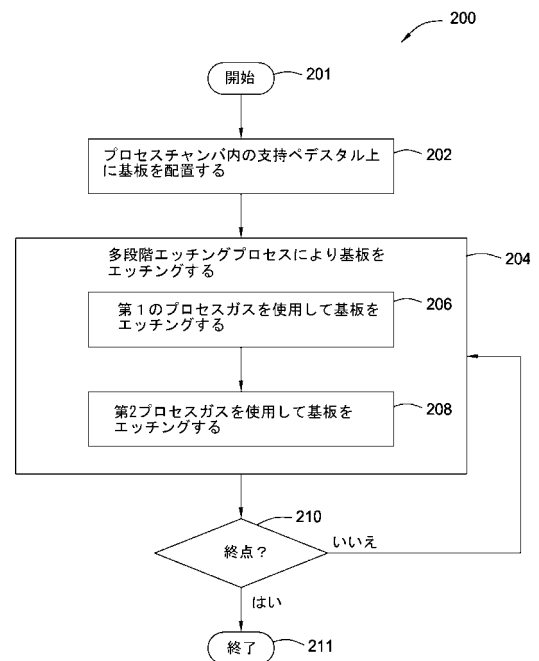 200
開始
201
プロセスチャンバ内の支持ペデスタル上
に基板を配置する
202
多段階エッチングプロセスにより基板を
エッチングする
204
第１のプロセスガスを使用して基板を
エッチングする
206
第2プロセスガスを使用して基板を
エッチングする
208
210
終点？
いいえ
はい
終了
211